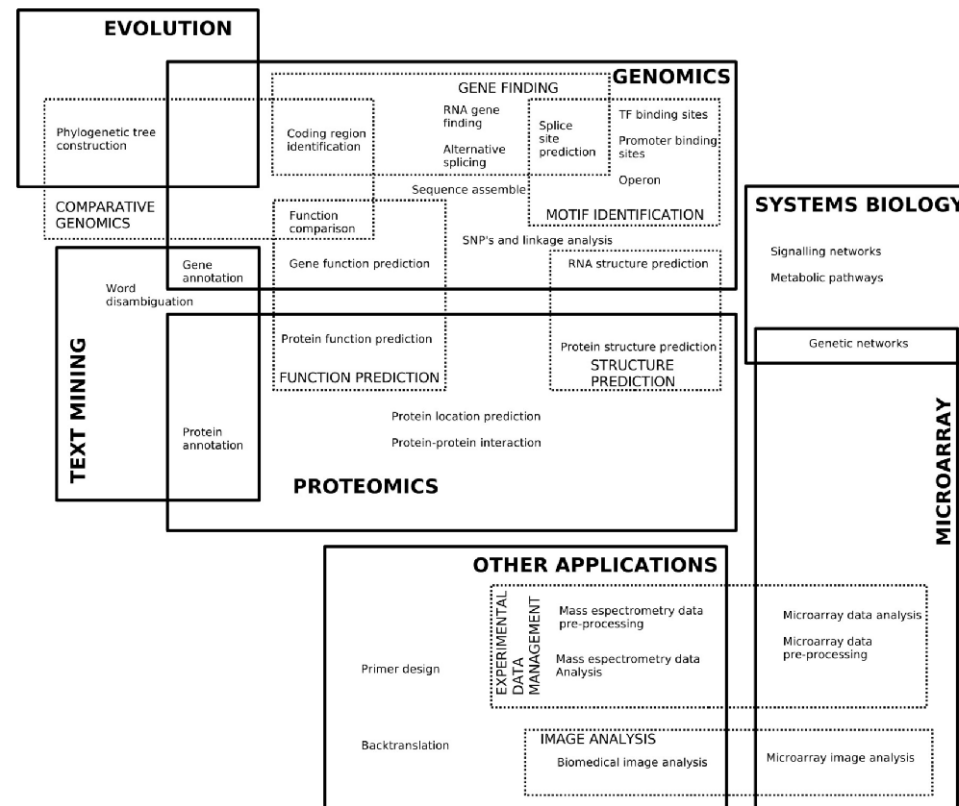 EVOLUTION
GENOMICS
GENE FINDING
Phylogenetic tree
construction
Coding region
identification
RNA gene
finding
Alternative
splicing
Splice
site
prediction
TF binding sites
Promoter binding
sites
Operon
Sequence assemble
COMPARATIVE
GENOMICS
Function
comparison
MOTIF IDENTIFICATION
SYSTEMS BIOLOGY
SNP's and linkage analysis
Signalling networks
Metabolic pathways
Gene
annotation
Gene function prediction
RNA structure prediction
Word
disambiguation
Protein function prediction
Protein structure prediction
Genetic networks
FUNCTION PREDICTION
STRUCTURE
PREDICTION
TEXT MINING
Protein location prediction
Protein
annotation
Protein-protein interaction
PROTEOMICS
MICROARRAY
OTHER APPLICATIONS
EXPERIMENTAL
DATA
MANAGEMENT
Mass espectrometry data
pre-processing
Microarray data analysis
Microarray data
pre-processing
Primer design
Mass espectrometry data
Analysis
Backtranslation
IMAGE ANALYSIS
Biomedical image analysis
Microarray image analysis